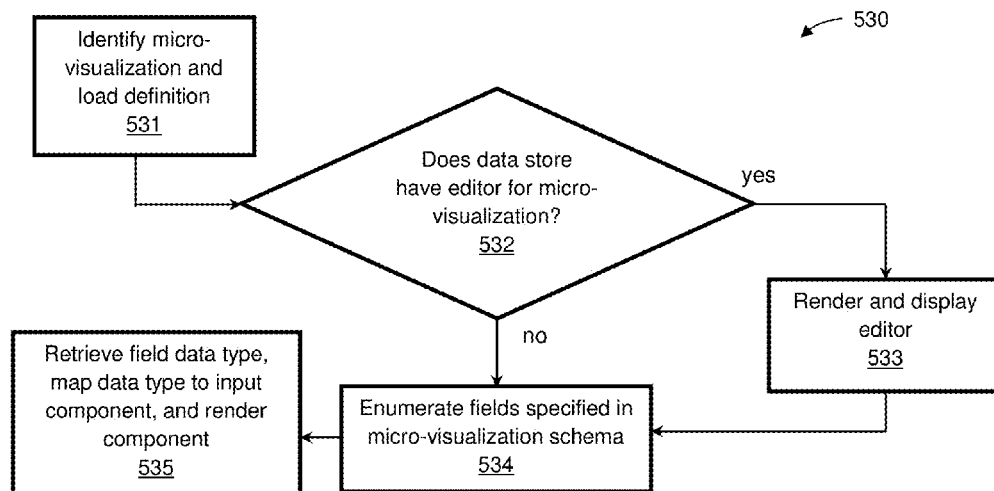 530
Identify micro-
visualization and
load definition
531
Does data store
have editor for micro-
visualization?
532
yes
no
Render and display
editor
533
Enumerate fields specified in
micro-visualization schema
534
Retrieve field data type,
map data type to input
component, and render
component
535